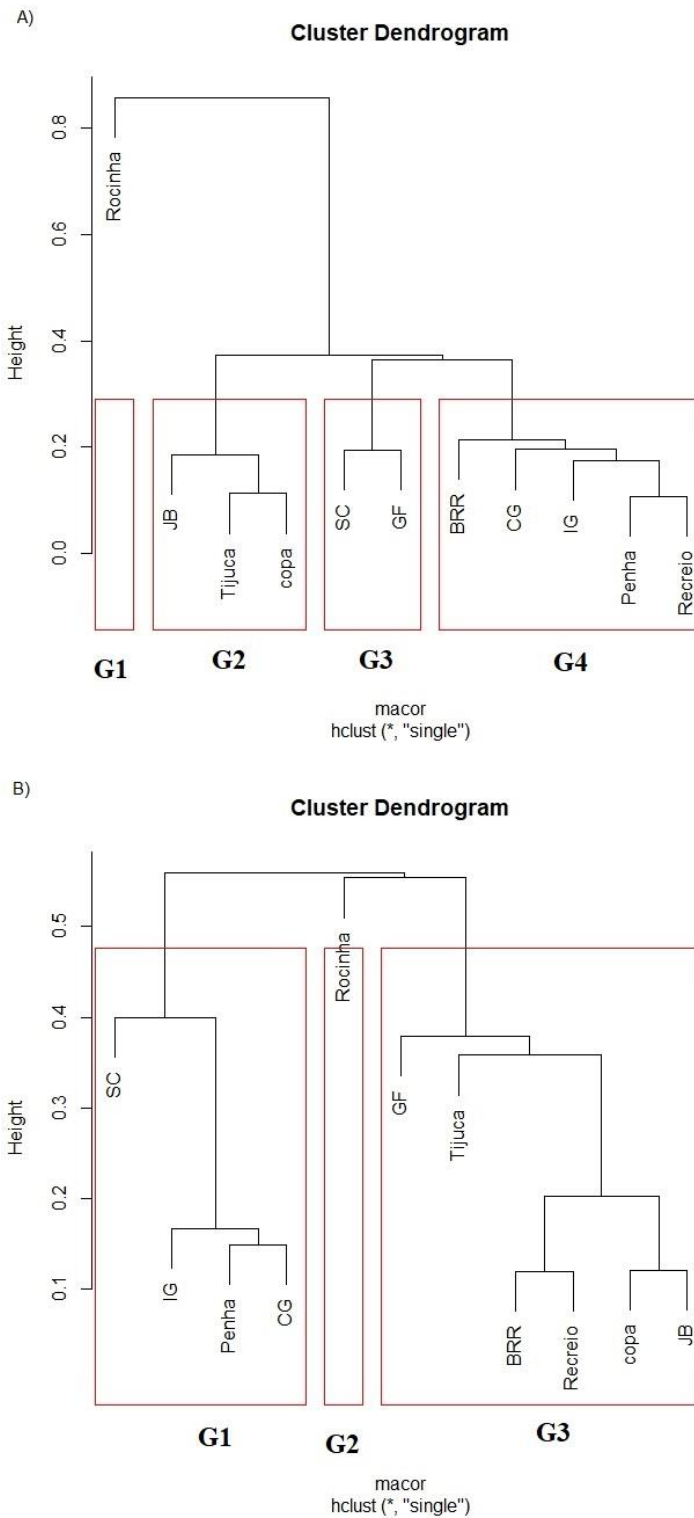 A)
Cluster Dendrogram
Height
0.8
0.6
0.4
0.2
0.0
Rocinha
JB
Tijuca
copa
SC
GF
BRR
CG
IG
Penha
Recreio
G1
G2
G3
G4
macor
hclust (*, "single")
B)
Cluster Dendrogram
Height
0.5
0.4
0.3
0.2
0.1
SC
IG
Penha
CG
Rocinha
GF
Tijuca
BRR
Recreio
copa
JB
G1
G2
G3
macor
hclust (*, "single")